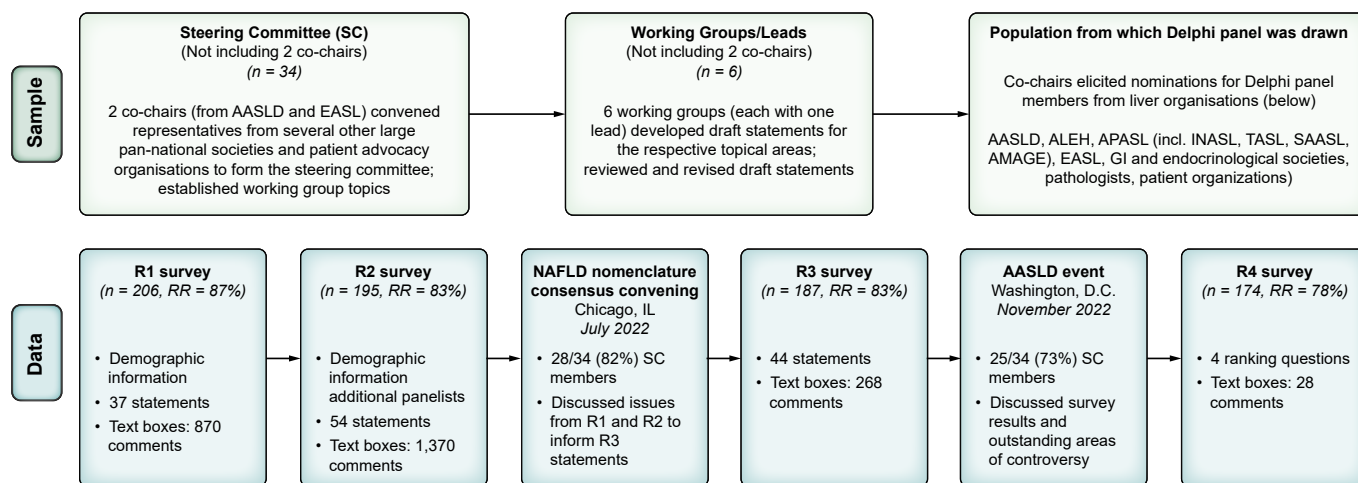 Sample
Steering Committee (SC)
(Not including 2 co-chairs)
(n = 34)
2 co-chairs (from AASLD and EASL) convened
representatives from several other large
pan-national societies and patient advocacy
organisations to form the steering committee;
established working group topics
Working Groups/Leads
(Not including 2 co-chairs)
(n = 6)
6 working groups (each with one
lead) developed draft statements for
the respective topical areas;
reviewed and revised draft statements
Population from which Delphi panel was drawn
Co-chairs elicited nominations for Delphi panel
members from liver organisations (below)
AASLD, ALEH, APASL (incl. INASL, TASL, SAASL,
AMAGE), EASL, GI and endocrinological societies,
pathologists, patient organizations)
Data
R1 survey
(n = 206, RR = 87%)
• Demographic
information
• 37 statements
• Text boxes: 870
comments
R2 survey
(n = 195, RR = 83%)
• Demographic
information
additional panelists
• 54 statements
• Text boxes: 1,370
comments
NAFLD nomenclature
consensus convening
Chicago, IL
July 2022
• 28/34 (82%) SC
members
• Discussed issues
from R1 and R2 to
inform R3
statements
R3 survey
(n = 187, RR = 83%)
• 44 statements
• Text boxes: 268
comments
AASLD event
Washington, D.C.
November 2022
• 25/34 (73%) SC
members
• Discussed survey
results and
outstanding areas
of controversy
R4 survey
(n = 174, RR = 78%)
• 4 ranking questions
• Text boxes: 28
comments